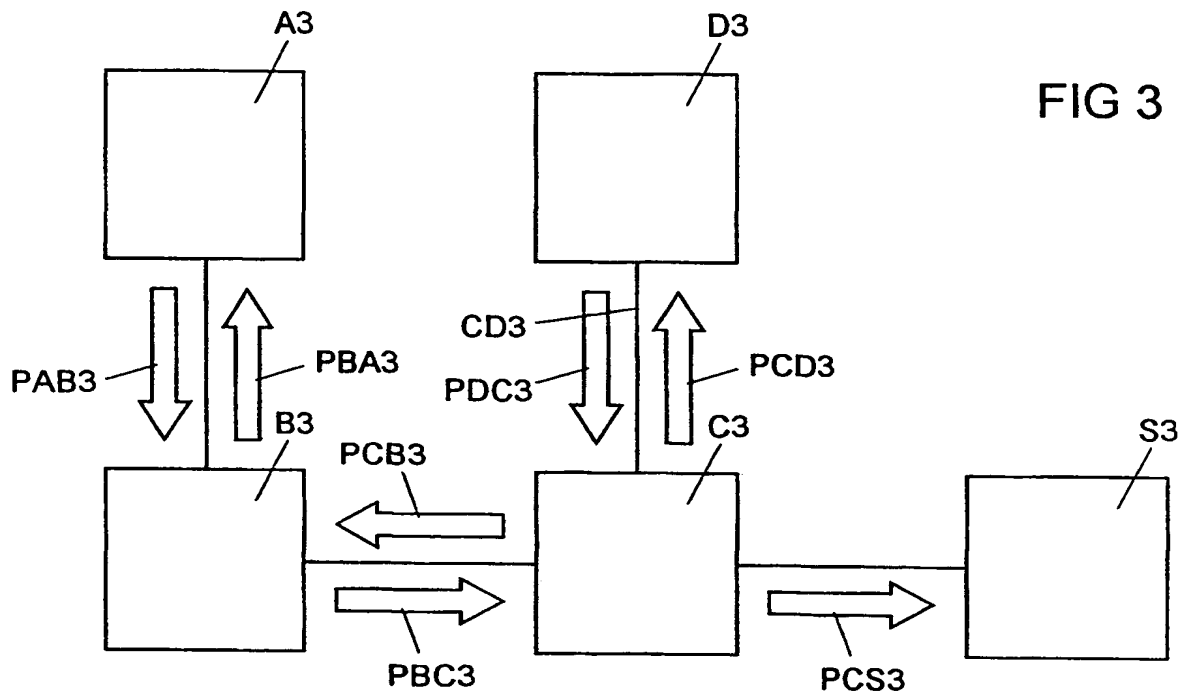 A3
D3
FIG 3
CD3
PAB3
PBA3
PDC3
PCD3
B3
PCB3
C3
S3
PBC3
PCS3